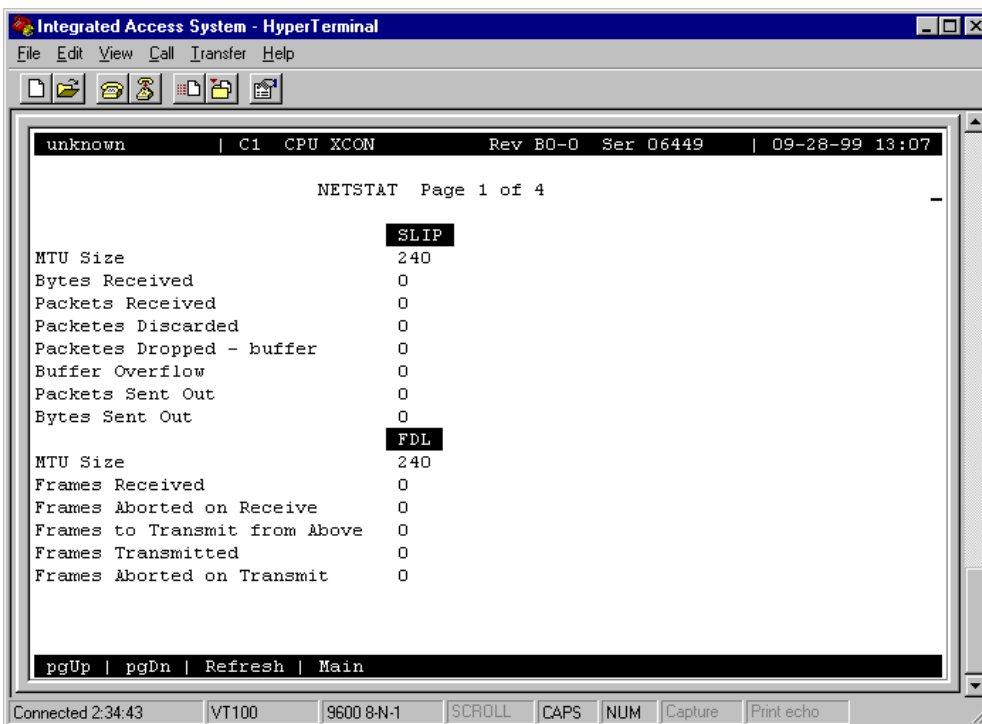 Integrated Access System - HyperTerminal
File Edit View Call Transfer Help
unknown | C1 CPU XCON Rev B0-0 Ser 06449 | 09-28-99 13:07
NETSTAT Page 1 of 4
SLIP
MTU Size 240
Bytes Received 0
Packets Received 0
Packetes Discarded 0
Packetes Dropped - buffer 0
Buffer Overflow 0
Packets Sent Out 0
Bytes Sent Out 0
FDL
MTU Size 240
Frames Received 0
Frames Aborted on Receive 0
Frames to Transmit from Above 0
Frames Transmitted 0
Frames Aborted on Transmit 0
pgUp | pgDn | Refresh | Main
Connected 2:34:43 VT100 9600 8-N-1 SCROLL CAPS NUM Capture Print echo